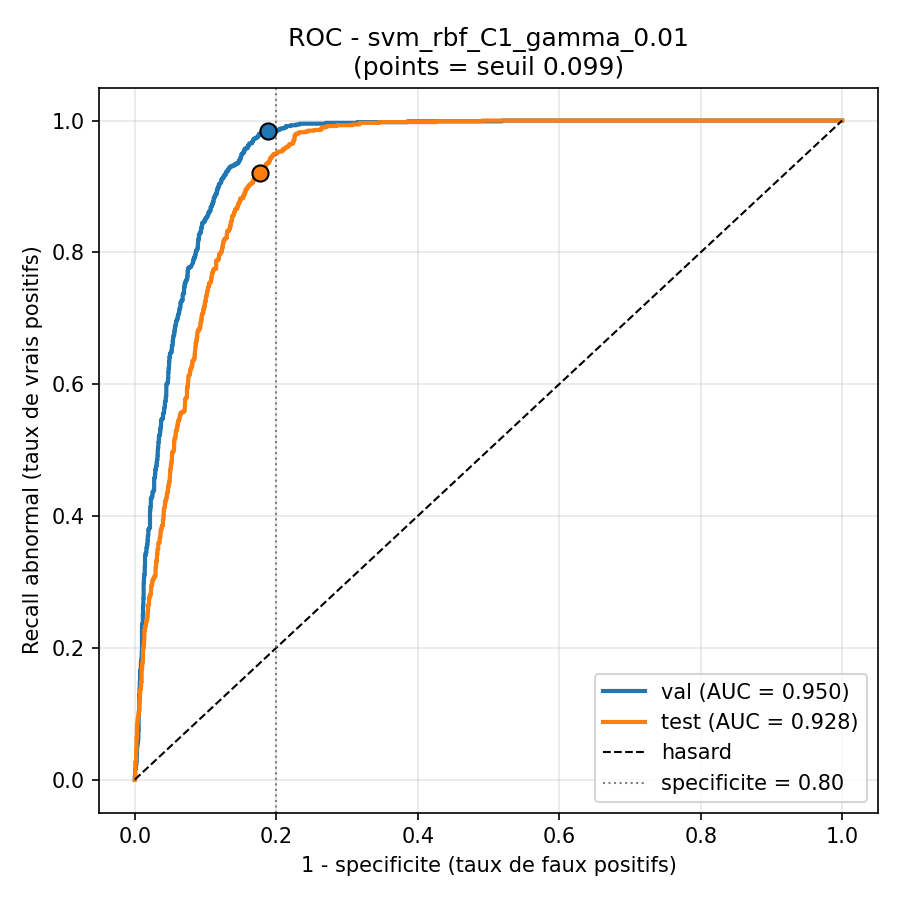 ROC - svm_rbf_C1_gamma_0.01
(points = seuil 0.099)
Recall abnormal (taux de vrais positifs)
1.0
0.8
0.6
0.4
0.2
0.0
val (AUC = 0.950)
test (AUC = 0.928)
hasard
specificite = 0.80
0.0 0.2 0.4 0.6 0.8 1.0
1 - specificite (taux de faux positifs)